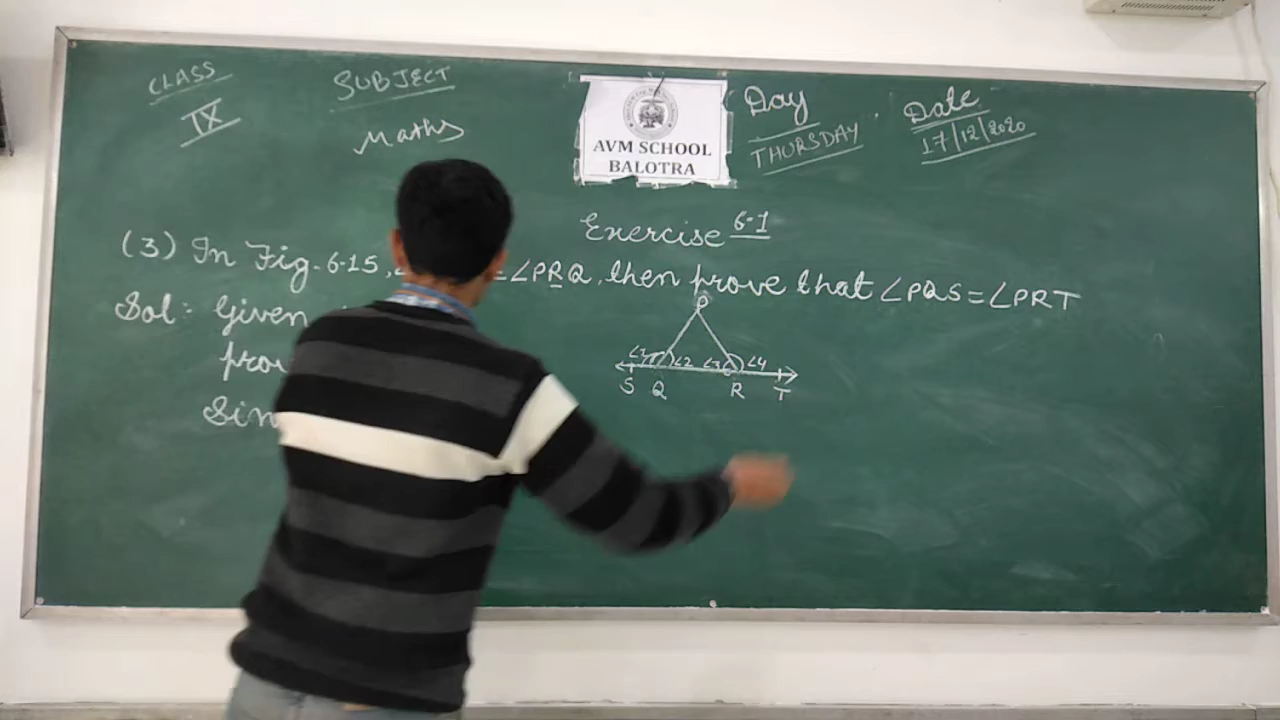 CLASS
IX
SUBJECT
Maths
AVM SCHOOL
BALOTRA
Day
THURSDAY
Date
17/12/2020
Exercise 6.1
(3) In Fig. 6.15, =∠PRQ, then prove that ∠PQS=∠PRT
Sol: Given
P
∠2 ∠3 ∠4
S Q R T